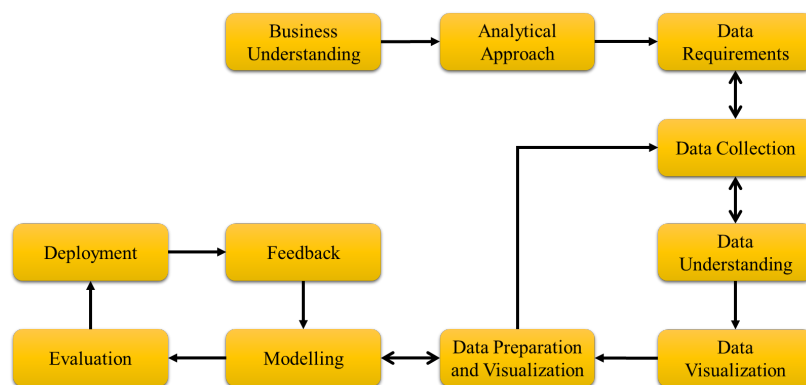 Business
Understanding
Analytical
Approach
Data
Requirements
Data Collection
Deployment
Feedback
Data
Understanding
Evaluation
Modelling
Data Preparation
and Visualization
Data
Visualization